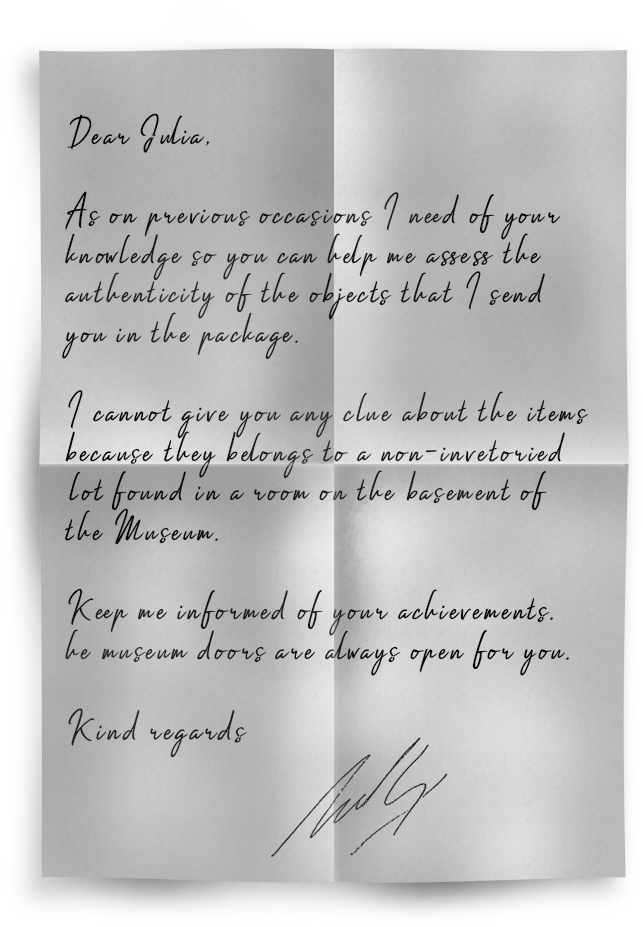 Dear Julia,
As on previous occasions I need of your
knowledge so you can help me assess the
authenticity of the objects that I send
you in the package.
I cannot give you any clue about the items
because they belongs to a non-invetoried
lot found in a room on the basement of
the Museum.
Keep me informed of your achievements.
he museum doors are always open for you.
Kind regards